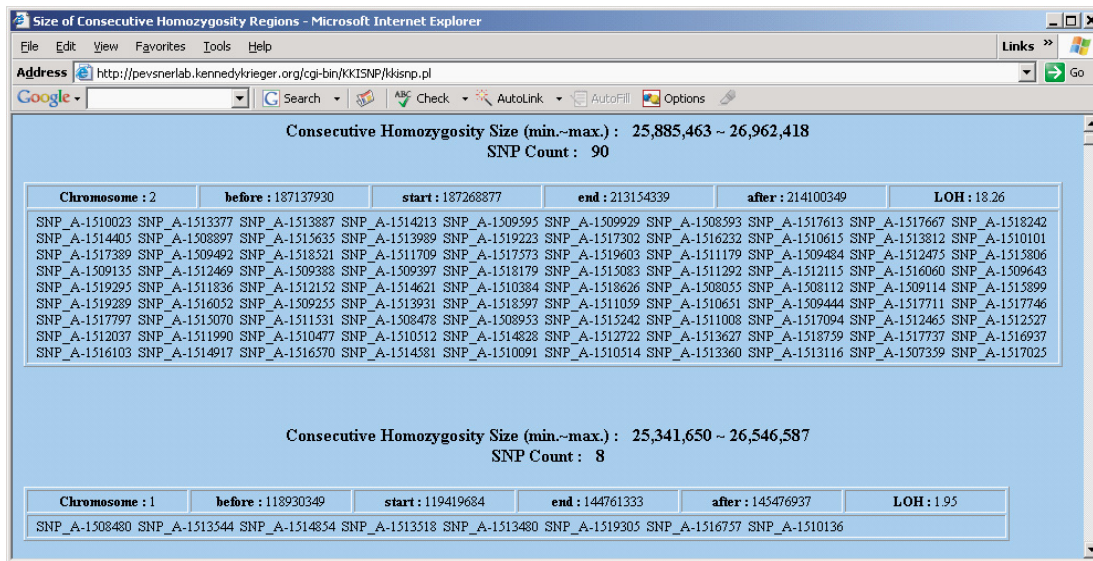 Size of Consecutive Homozygosity Regions - Microsoft Internet Explorer
File Edit View Favorites Tools Help Links »
Address http://pevsnerlab.kennedykrieger.org/cgi-bin/KKISNP/kkisnp.pl Go
Google Search ABC Check AutoLink AutoFill Options
Consecutive Homozygosity Size (min.~max.) : 25,885,463 ~ 26,962,418
SNP Count : 90
Chromosome : 2 before : 187137930 start : 187268877 end : 213154339 after : 214100349 LOH : 18.26
SNP_A-1510023 SNP_A-1513377 SNP_A-1513887 SNP_A-1514213 SNP_A-1509595 SNP_A-1509929 SNP_A-1508593 SNP_A-1517613 SNP_A-1517667 SNP_A-1518242
SNP_A-1514405 SNP_A-1508897 SNP_A-1515635 SNP_A-1513989 SNP_A-1519223 SNP_A-1517302 SNP_A-1516232 SNP_A-1510615 SNP_A-1513812 SNP_A-1510101
SNP_A-1517389 SNP_A-1509492 SNP_A-1518521 SNP_A-1511709 SNP_A-1517573 SNP_A-1519603 SNP_A-1511179 SNP_A-1509484 SNP_A-1512475 SNP_A-1515806
SNP_A-1509135 SNP_A-1512469 SNP_A-1509388 SNP_A-1509397 SNP_A-1518179 SNP_A-1515083 SNP_A-1511292 SNP_A-1512115 SNP_A-1516060 SNP_A-1509643
SNP_A-1519295 SNP_A-1511836 SNP_A-1512152 SNP_A-1514621 SNP_A-1510384 SNP_A-1518626 SNP_A-1508055 SNP_A-1508112 SNP_A-1509114 SNP_A-1515899
SNP_A-1519289 SNP_A-1516052 SNP_A-1509255 SNP_A-1513931 SNP_A-1518597 SNP_A-1511059 SNP_A-1510651 SNP_A-1509444 SNP_A-1517711 SNP_A-1517746
SNP_A-1517797 SNP_A-1515070 SNP_A-1511531 SNP_A-1508478 SNP_A-1508953 SNP_A-1515242 SNP_A-1511008 SNP_A-1517094 SNP_A-1512465 SNP_A-1512527
SNP_A-1512037 SNP_A-1511990 SNP_A-1510477 SNP_A-1510512 SNP_A-1514828 SNP_A-1512722 SNP_A-1513627 SNP_A-1518759 SNP_A-1517737 SNP_A-1516937
SNP_A-1516103 SNP_A-1514917 SNP_A-1516570 SNP_A-1514581 SNP_A-1510091 SNP_A-1510514 SNP_A-1513360 SNP_A-1513116 SNP_A-1507359 SNP_A-1517025
Consecutive Homozygosity Size (min.~max.) : 25,341,650 ~ 26,546,587
SNP Count : 8
Chromosome : 1 before : 118930349 start : 119419684 end : 144761333 after : 145476937 LOH : 1.95
SNP_A-1508480 SNP_A-1513544 SNP_A-1514854 SNP_A-1513518 SNP_A-1513480 SNP_A-1519305 SNP_A-1516757 SNP_A-1510136